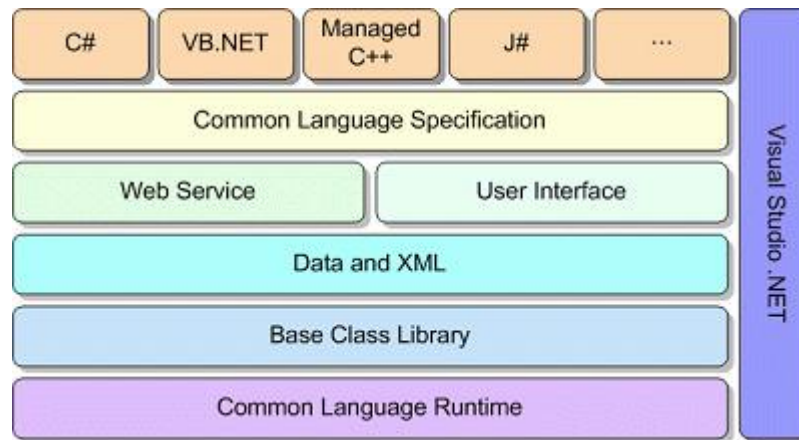 C#
VB.NET
Managed
C++
J#
...
Common Language Specification
Web Service
User Interface
Data and XML
Base Class Library
Common Language Runtime
Visual Studio .NET